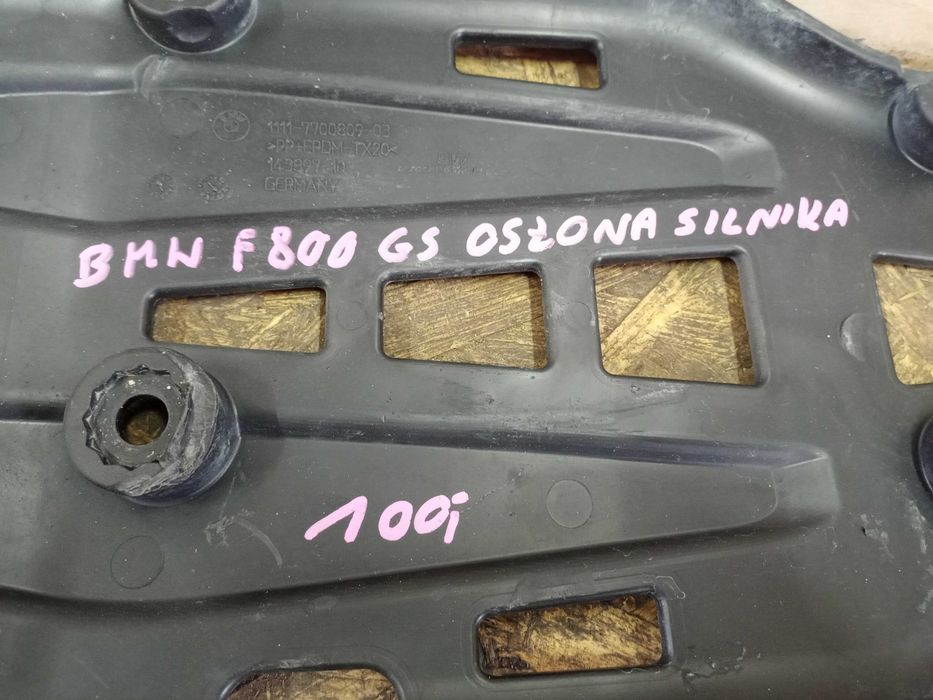 1111-7700809-03
>PP+EPDM-TX20<
GERMANY
BMW F800 GS OSŁONA SILNIKA
100;